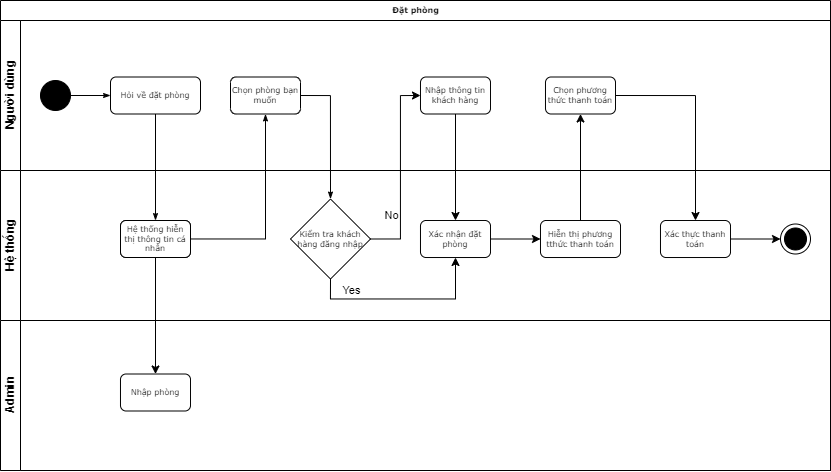 Đặt phòng
Người dùng
Hỏi về đặt phòng
Chọn phòng bạn
muốn
Nhập thông tin
khách hàng
Chọn phương
thức thanh toán
Hệ thống
Hệ thống hiển
thị thông tin cá
nhân
Kiểm tra khách
hàng đăng nhập
No
Yes
Xác nhận đặt
phòng
Hiển thị phương
tthức thanh toán
Xác thực thanh
toán
Admin
Nhập phòng